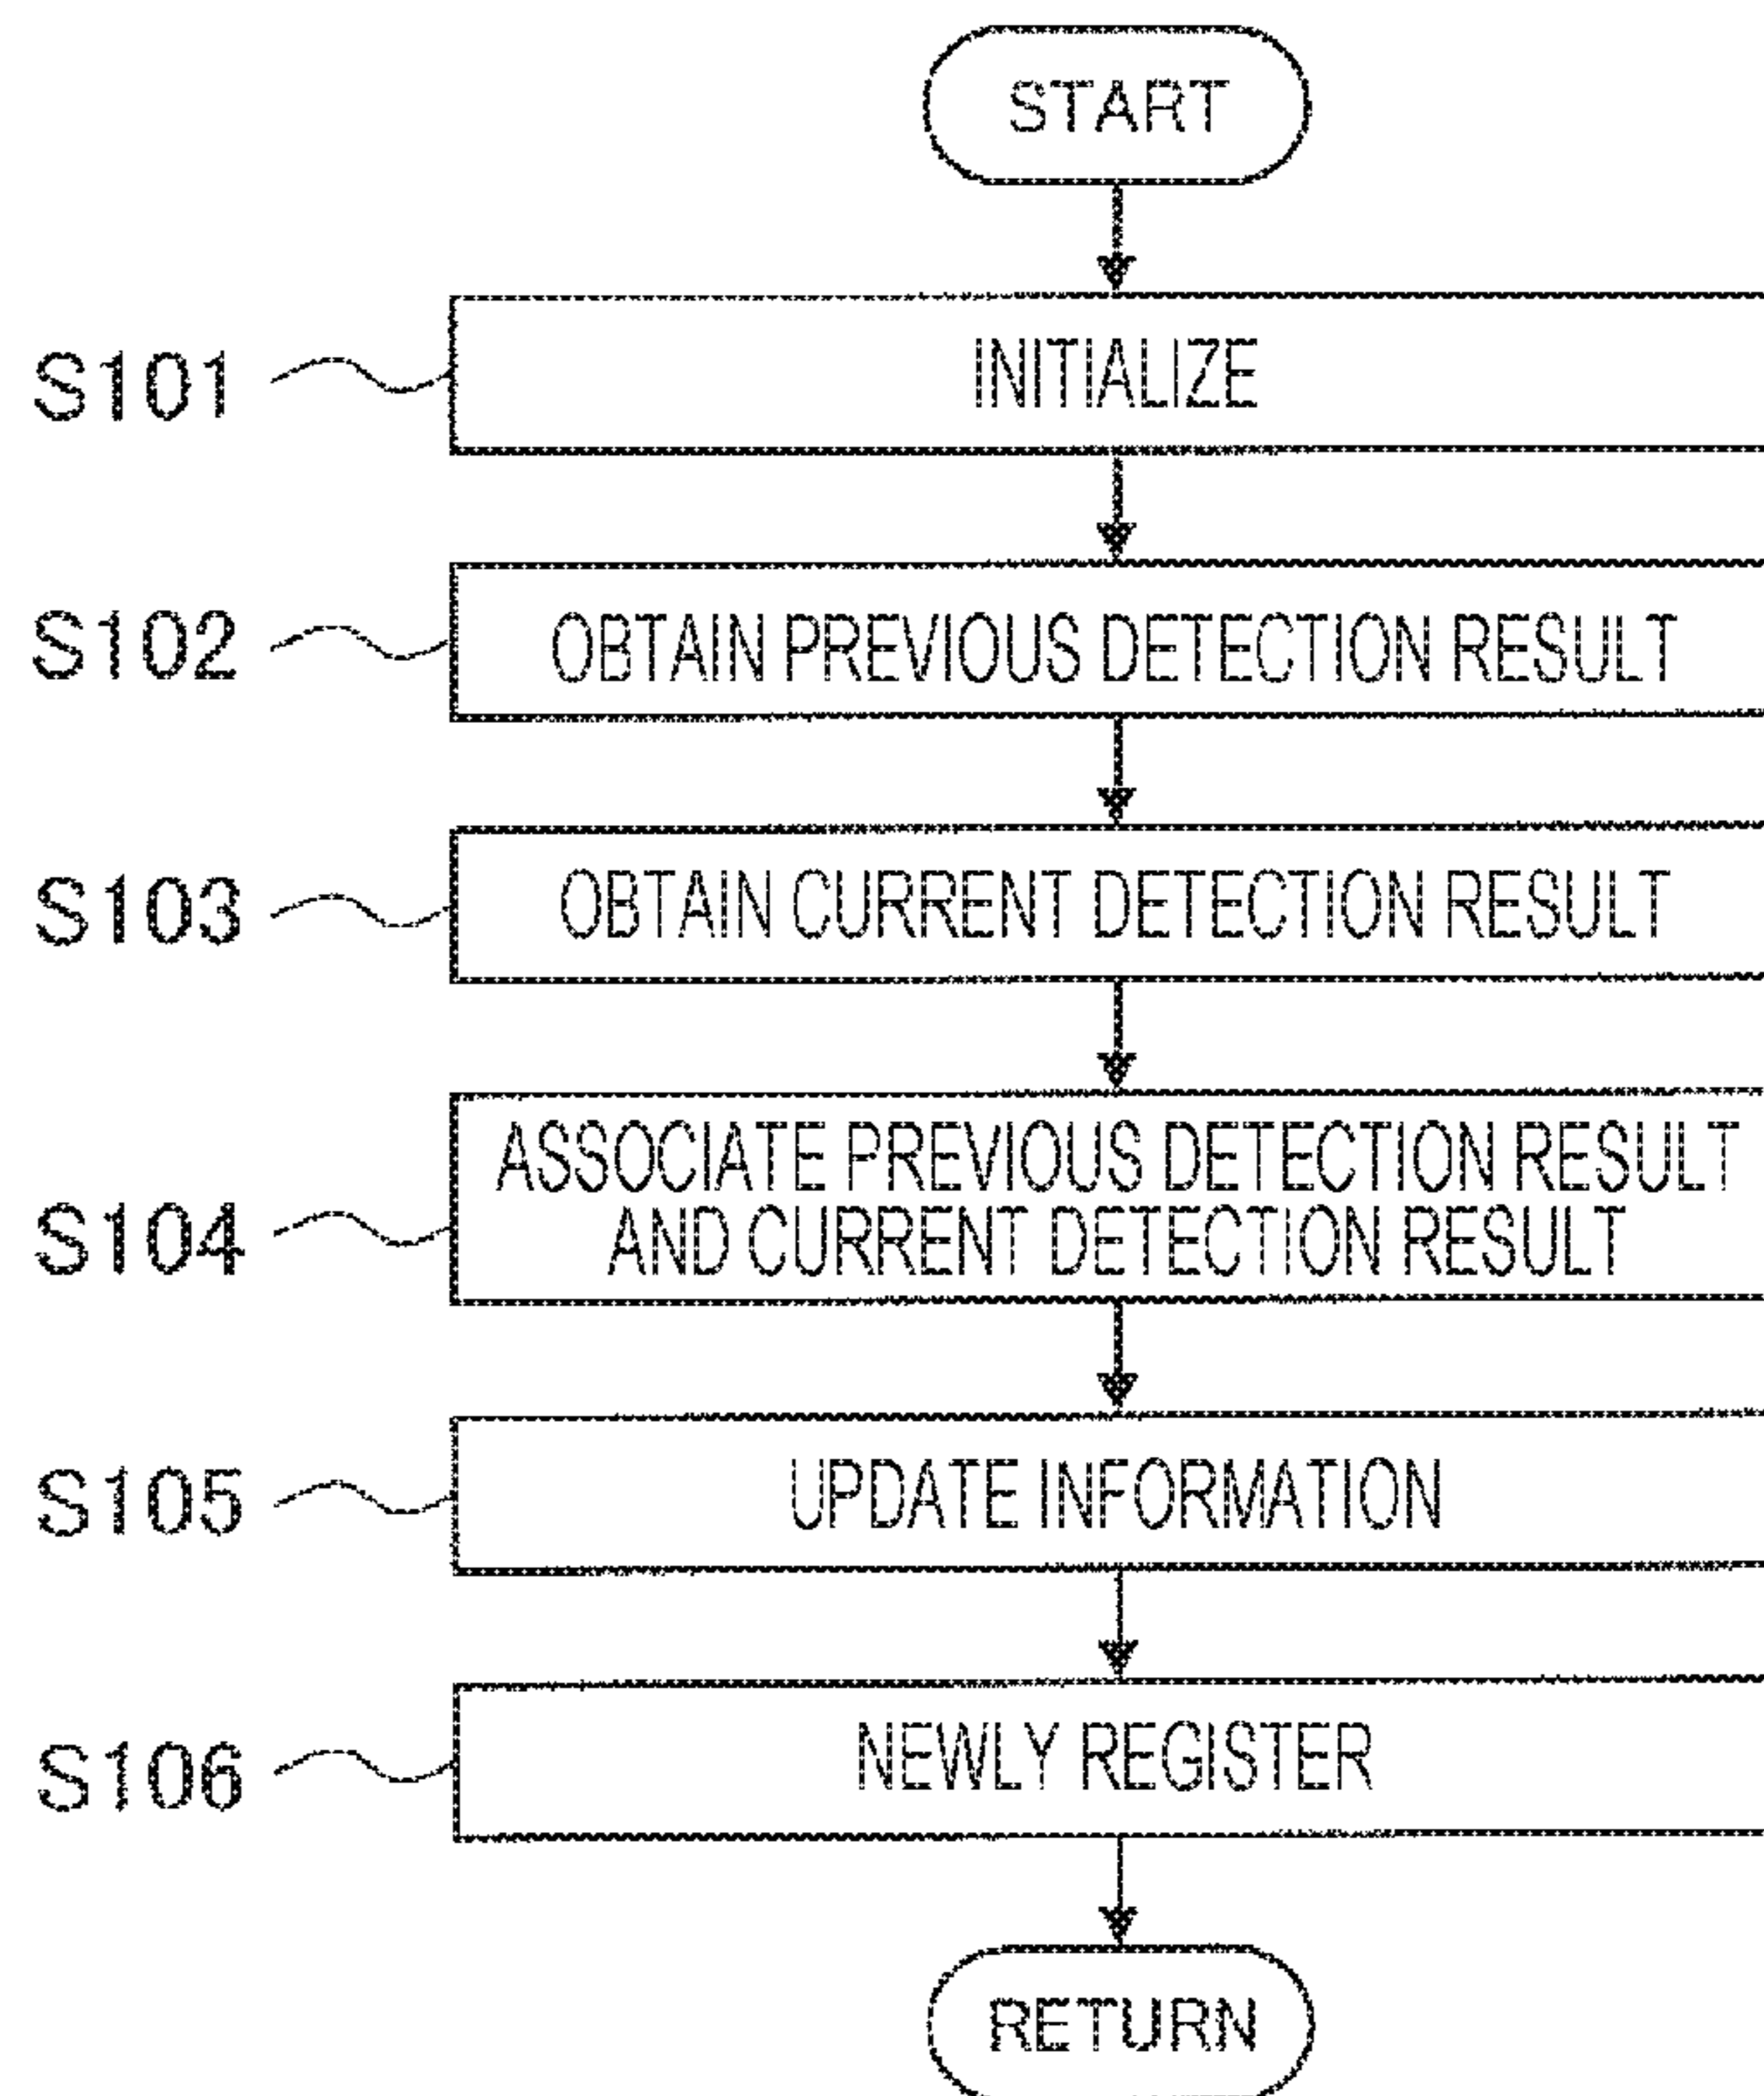 START
S101
INITIALIZE
S102
OBTAIN PREVIOUS DETECTION RESULT
S103
OBTAIN CURRENT DETECTION RESULT
S104
ASSOCIATE PREVIOUS DETECTION RESULT
AND CURRENT DETECTION RESULT
S105
UPDATE INFORMATION
S106
NEWLY REGISTER
RETURN